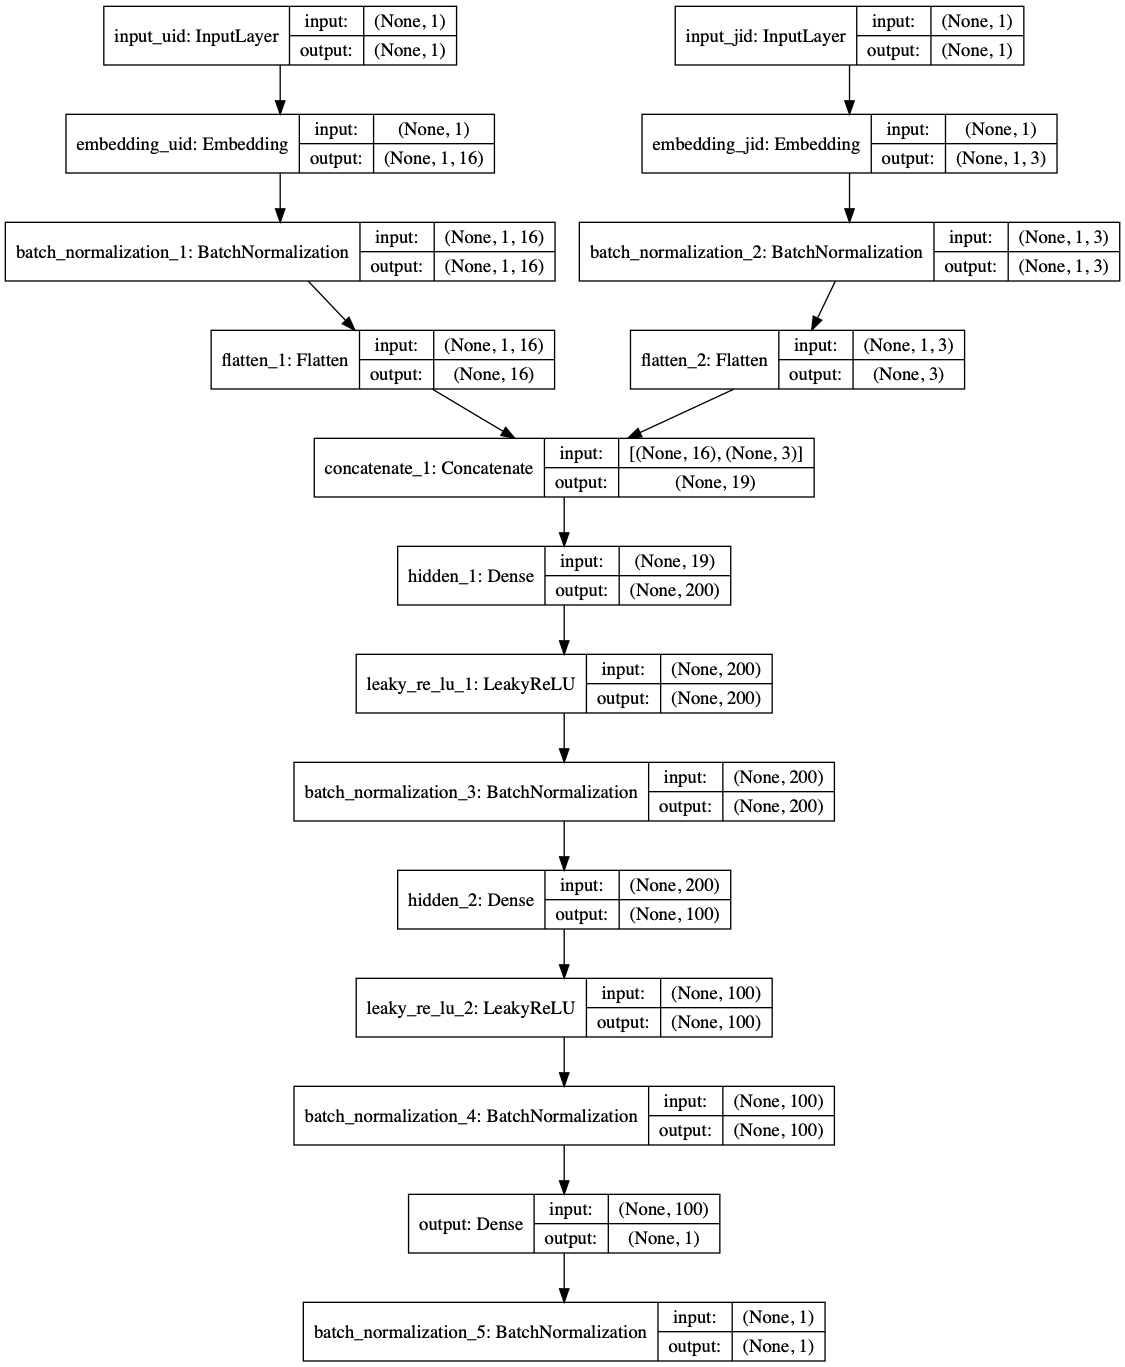 input_uid: InputLayer
input: (None, 1)
output: (None, 1)
input_jid: InputLayer
input: (None, 1)
output: (None, 1)
embedding_uid: Embedding
input: (None, 1)
output: (None, 1, 16)
embedding_jid: Embedding
input: (None, 1)
output: (None, 1, 3)
batch_normalization_1: BatchNormalization
input: (None, 1, 16)
output: (None, 1, 16)
batch_normalization_2: BatchNormalization
input: (None, 1, 3)
output: (None, 1, 3)
flatten_1: Flatten
input: (None, 1, 16)
output: (None, 16)
flatten_2: Flatten
input: (None, 1, 3)
output: (None, 3)
concatenate_1: Concatenate
input: [(None, 16), (None, 3)]
output: (None, 19)
hidden_1: Dense
input: (None, 19)
output: (None, 200)
leaky_re_lu_1: LeakyReLU
input: (None, 200)
output: (None, 200)
batch_normalization_3: BatchNormalization
input: (None, 200)
output: (None, 200)
hidden_2: Dense
input: (None, 200)
output: (None, 100)
leaky_re_lu_2: LeakyReLU
input: (None, 100)
output: (None, 100)
batch_normalization_4: BatchNormalization
input: (None, 100)
output: (None, 100)
output: Dense
input: (None, 100)
output: (None, 1)
batch_normalization_5: BatchNormalization
input: (None, 1)
output: (None, 1)